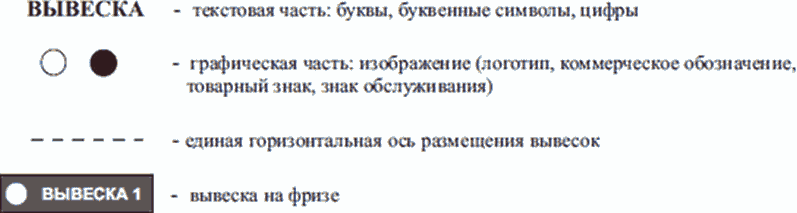 ВЫВЕСКА - текстовая часть: буквы, буквенные символы, цифры
- графическая часть: изображение (логотип, коммерческое обозначение,
товарный знак, знак обслуживания)
- единая горизонтальная ось размещения вывесок
ВЫВЕСКА 1 - вывеска на фризе